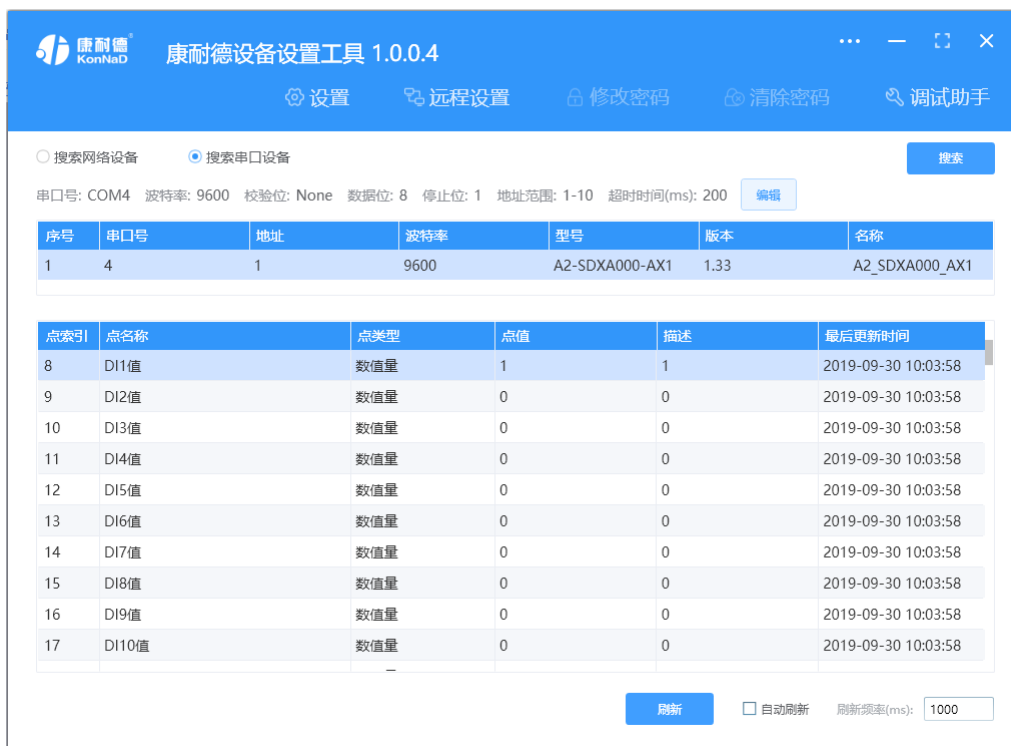 康耐德®
KonNaD
康耐德设备设置工具 1.0.0.4
设置 远程设置 修改密码 清除密码 调试助手
搜索网络设备 搜索串口设备 搜索
串口号: COM4 波特率: 9600 校验位: None 数据位: 8 停止位: 1 地址范围: 1-10 超时时间(ms): 200 编辑
序号 串口号 地址 波特率 型号 版本 名称
1 4 1 9600 A2-SDXA000-AX1 1.33 A2_SDXA000_AX1
点索引 点名称 点类型 点值 描述 最后更新时间
8 DI1值 数值量 1 1 2019-09-30 10:03:58
9 DI2值 数值量 0 0 2019-09-30 10:03:58
10 DI3值 数值量 0 0 2019-09-30 10:03:58
11 DI4值 数值量 0 0 2019-09-30 10:03:58
12 DI5值 数值量 0 0 2019-09-30 10:03:58
13 DI6值 数值量 0 0 2019-09-30 10:03:58
14 DI7值 数值量 0 0 2019-09-30 10:03:58
15 DI8值 数值量 0 0 2019-09-30 10:03:58
16 DI9值 数值量 0 0 2019-09-30 10:03:58
17 DI10值 数值量 0 0 2019-09-30 10:03:58
刷新 自动刷新 刷新频率(ms): 1000